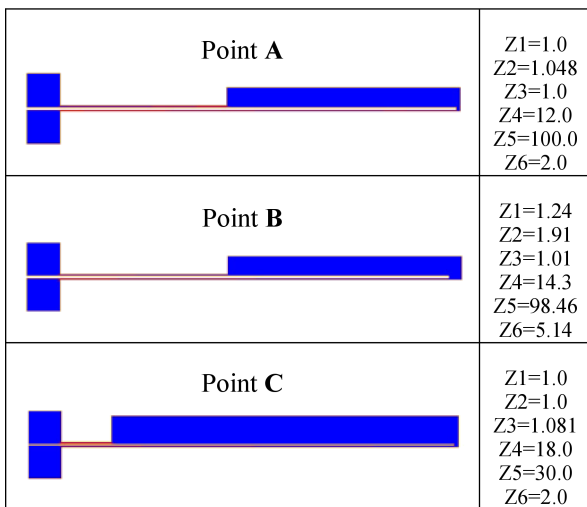 Point A
Z1=1.0
Z2=1.048
Z3=1.0
Z4=12.0
Z5=100.0
Z6=2.0
Point B
Z1=1.24
Z2=1.91
Z3=1.01
Z4=14.3
Z5=98.46
Z6=5.14
Point C
Z1=1.0
Z2=1.0
Z3=1.081
Z4=18.0
Z5=30.0
Z6=2.0